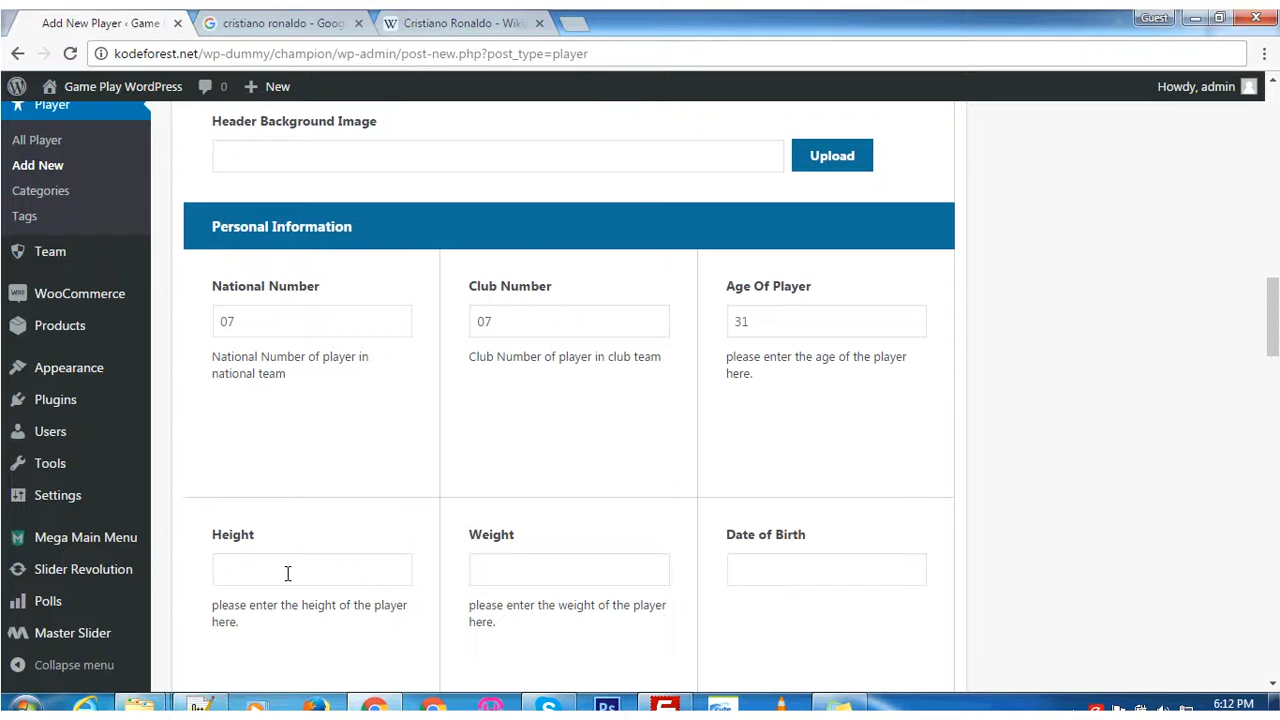 Add New Player ‹ Game
cristiano ronaldo - Goog
Cristiano Ronaldo - Wiki
Guest
kodeforest.net/wp-dummy/champion/wp-admin/post-new.php?post_type=player
Game Play WordPress
0
New
Howdy, admin
Player
All Player
Add New
Categories
Tags
Team
WooCommerce
Products
Appearance
Plugins
Users
Tools
Settings
Mega Main Menu
Slider Revolution
Polls
Master Slider
Collapse menu
Header Background Image
Upload
Personal Information
National Number
Club Number
Age Of Player
07
07
31
National Number of player in
national team
Club Number of player in club team
please enter the age of the player
here.
Height
Weight
Date of Birth
please enter the height of the player
here.
please enter the weight of the player
here.
6:12 PM